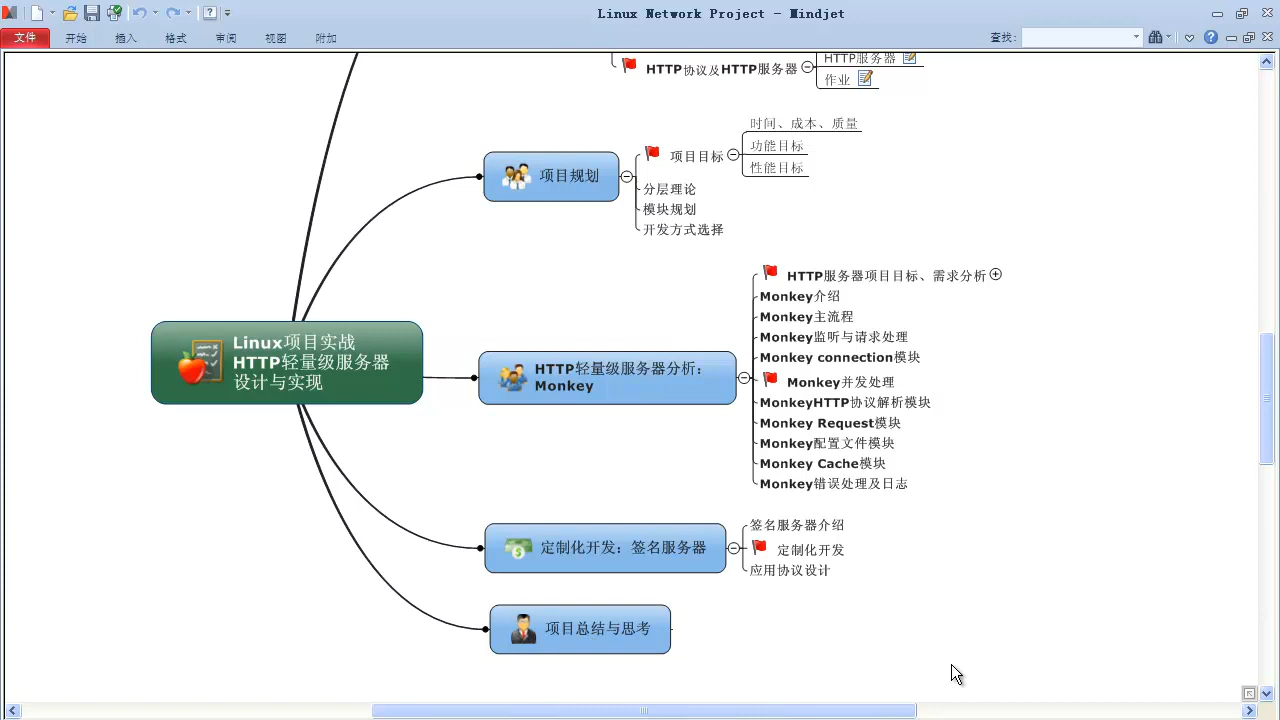 Linux Network Project - Mindjet
文件
开始
插入
格式
审阅
视图
附加
查找:
HTTP协议及HTTP服务器
HTTP服务器
作业
项目规划
项目目标
时间、成本、质量
功能目标
性能目标
分层理论
模块规划
开发方式选择
Linux项目实战
HTTP轻量级服务器
设计与实现
HTTP轻量级服务器分析:
Monkey
HTTP服务器项目目标、需求分析
Monkey介绍
Monkey主流程
Monkey监听与请求处理
Monkey connection模块
Monkey并发处理
MonkeyHTTP协议解析模块
Monkey Request模块
Monkey配置文件模块
Monkey Cache模块
Monkey错误处理及日志
定制化开发：签名服务器
签名服务器介绍
定制化开发
应用协议设计
项目总结与思考